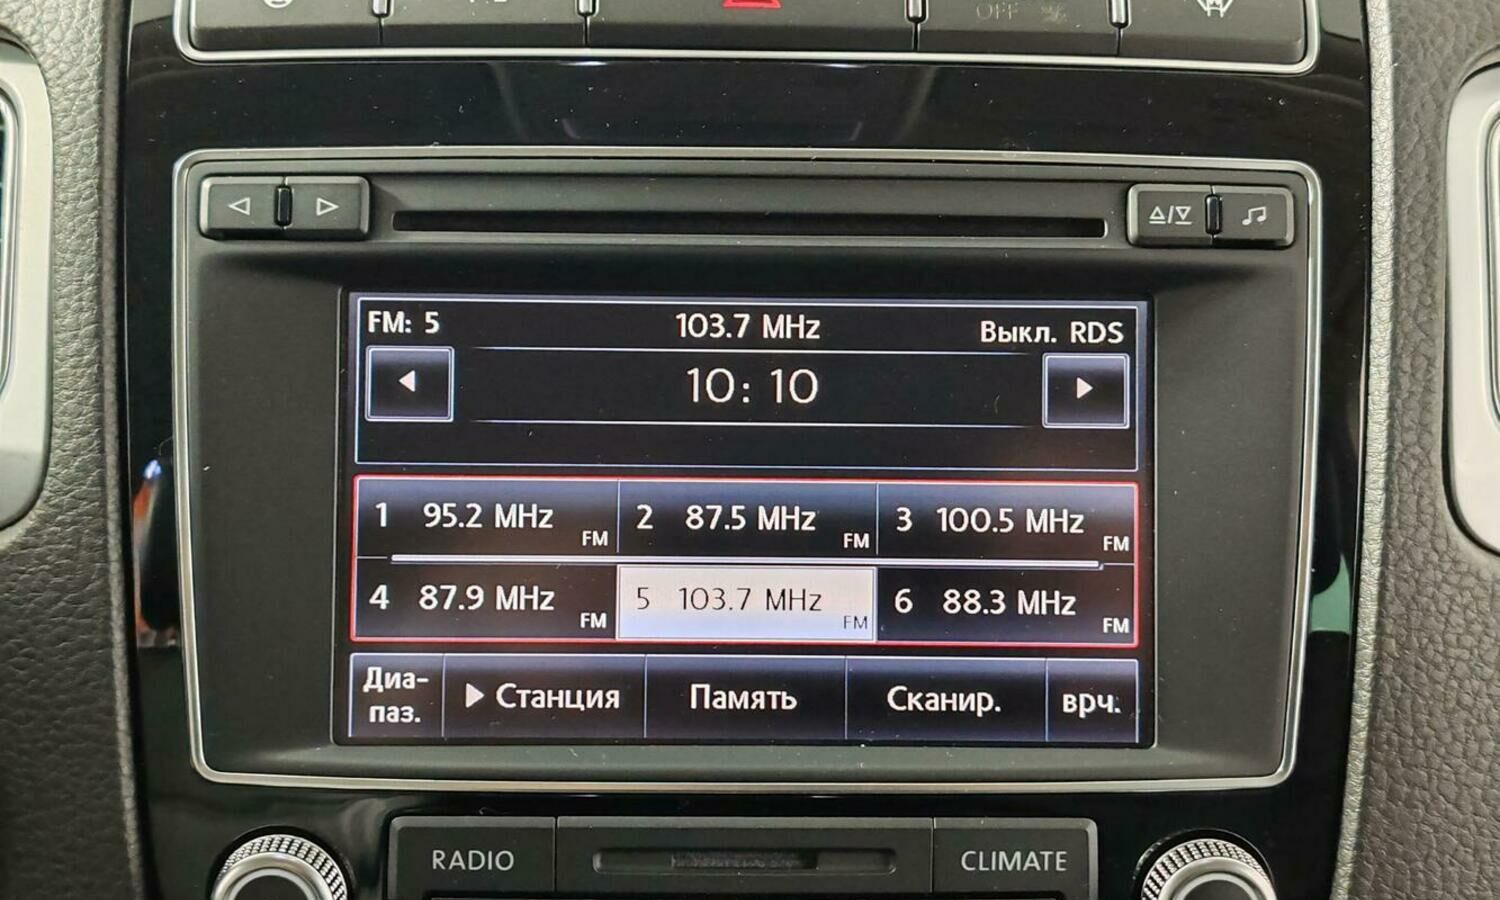 OFF
FM: 5 103.7 MHz Выкл. RDS
10: 10
1 95.2 MHz FM 2 87.5 MHz FM 3 100.5 MHz FM
4 87.9 MHz FM 5 103.7 MHz FM 6 88.3 MHz FM
Диа-
паз. Станция Память Сканир. врч.
RADIO CLIMATE